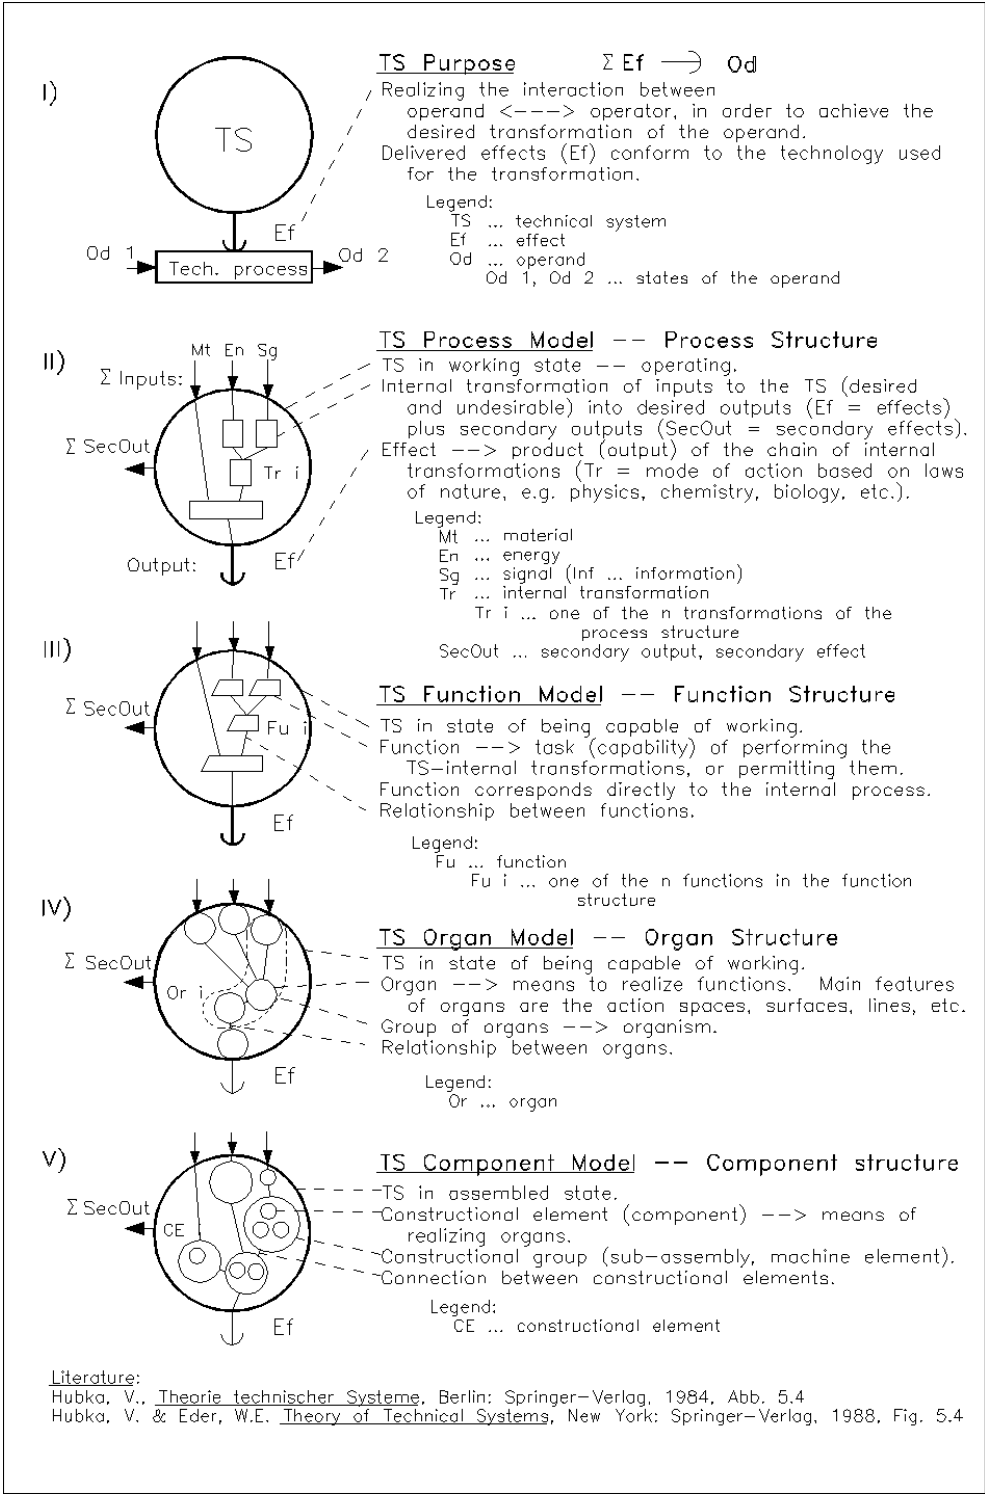 I)
TS
Ef
Od 1
Tech. process
Od 2
TS Purpose Σ Ef —⊃ Od
Realizing the interaction between
operand <---> operator, in order to achieve the
desired transformation of the operand.
Delivered effects (Ef) conform to the technology used
for the transformation.
Legend:
TS ... technical system
Ef ... effect
Od ... operand
Od 1, Od 2 ... states of the operand
II)
Mt En Sg
Σ Inputs:
Σ SecOut
Tr i
Output:
Ef
TS Process Model -- Process Structure
TS in working state -- operating.
Internal transformation of inputs to the TS (desired
and undesirable) into desired outputs (Ef = effects)
plus secondary outputs (SecOut = secondary effects).
Effect --> product (output) of the chain of internal
transformations (Tr = mode of action based on laws
of nature, e.g. physics, chemistry, biology, etc.).
Legend:
Mt ... material
En ... energy
Sg ... signal (Inf ... information)
Tr ... internal transformation
Tr i ... one of the n transformations of the
process structure
SecOut ... secondary output, secondary effect
III)
Σ SecOut
Fu i
Ef
TS Function Model -- Function Structure
TS in state of being capable of working.
Function --> task (capability) of performing the
TS-internal transformations, or permitting them.
Function corresponds directly to the internal process.
Relationship between functions.
Legend:
Fu ... function
Fu i ... one of the n functions in the function
structure
IV)
Σ SecOut
Or i
Ef
TS Organ Model -- Organ Structure
TS in state of being capable of working.
Organ --> means to realize functions. Main features
of organs are the action spaces, surfaces, lines, etc.
Group of organs --> organism.
Relationship between organs.
Legend:
Or ... organ
V)
Σ SecOut
CE i
Ef
TS Component Model -- Component structure
TS in assembled state.
Constructional element (component) --> means of
realizing organs.
Constructional group (sub-assembly, machine element).
Connection between constructional elements.
Legend:
CE ... constructional element
Literature:
Hubka, V., Theorie technischer Systeme, Berlin: Springer-Verlag, 1984, Abb. 5.4
Hubka, V. & Eder, W.E. Theory of Technical Systems, New York: Springer-Verlag, 1988, Fig. 5.4